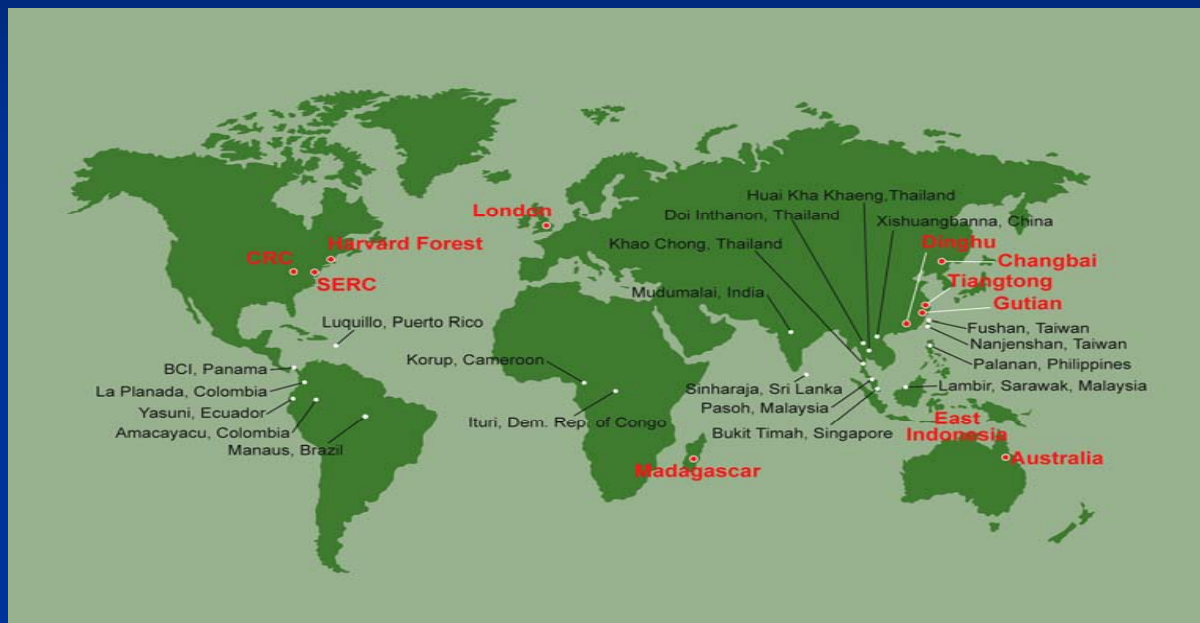 Huai Kha Khaeng,Thailand
Doi Inthanon, Thailand
London
Xishuangbanna, China
Khao Chong, Thailand
Dinghu
Harvard Forest
CRC
Changbai
SERC
Tiangtong
Mudumalai, India
Gutian
Luquillo, Puerto Rico
Fushan, Taiwan
Nanjenshan, Taiwan
Korup, Cameroon
Palanan, Philippines
BCI, Panama
La Planada, Colombia
Sinharaja, Sri Lanka
Lambir, Sarawak, Malaysia
Yasuni, Ecuador
Pasoh, Malaysia
Ituri, Dem. Rep. of Congo
East
Indonesia
Amacayacu, Colombia
Bukit Timah, Singapore
Manaus, Brazil
Madagascar
Australia